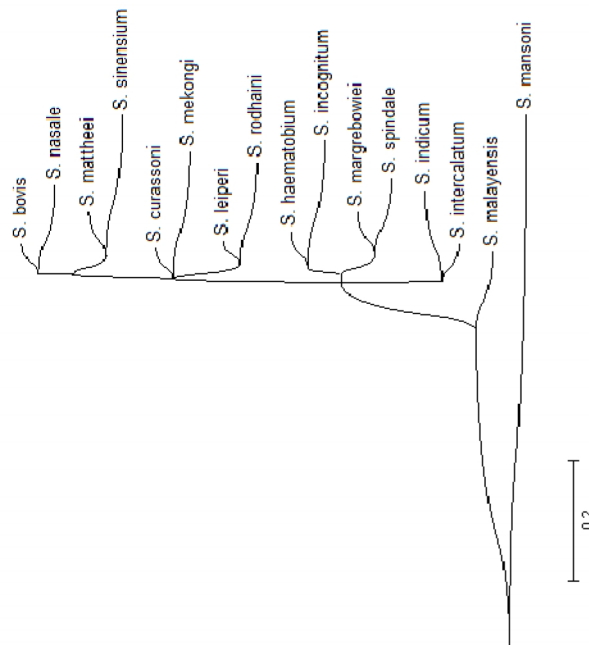 S. bovis
S. nasale
S. mattheei
S. sinensium
S. curassoni
S. mekongi
S. leiperi
S. rodhaini
S. haematobium
S. incognitum
S. margrebowiei
S. spindale
S. indicum
S. intercalatum
S. malayensis
S. mansoni
0.2